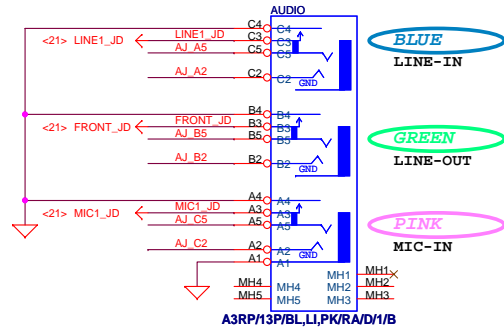 AUDIO
C4 C4
<21> LINE1_JD LINE1_JD C3 C3
AJ_A5 C5 C5
BLUE
LINE-IN
AJ_A2 C2 C2 GND
B4 B4
<21> FRONT_JD FRONT_JD B3 B3
AJ_B5 B5 B5
GREEN
LINE-OUT
AJ_B2 B2 B2 GND
A4 A4
<21> MIC1_JD MIC1_JD A3 A3
AJ_C5 A5 A5
PINK
MIC-IN
AJ_C2 A2 A2 GND
A1 A1
MH1 MH1
MH4 MH4 MH2 MH2
MH5 MH5 MH3 MH3
A3RP/13P/BL,LI,PK/RA/D/1/B